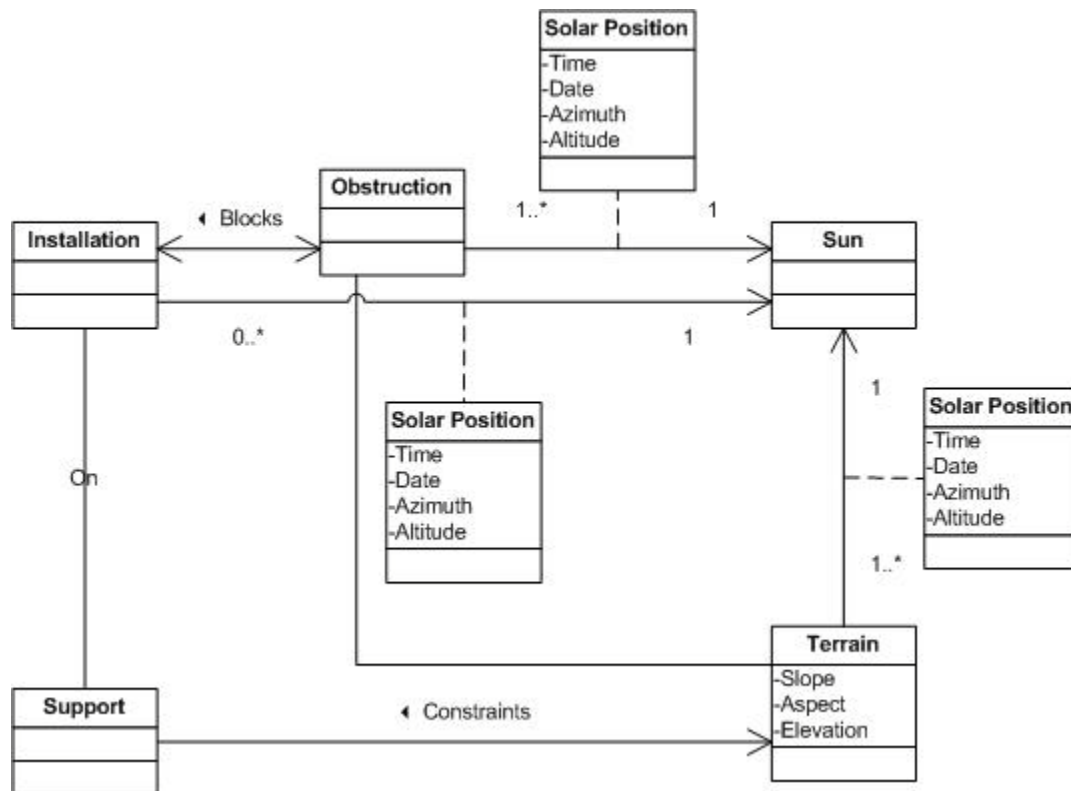 Solar Position
-Time
-Date
-Azimuth
-Altitude
Obstruction
1..*
1
Blocks
Installation
Sun
0..*
1
1
Solar Position
-Time
-Date
-Azimuth
-Altitude
Solar Position
-Time
-Date
-Azimuth
-Altitude
On
1..*
Terrain
-Slope
-Aspect
-Elevation
Support
Constraints